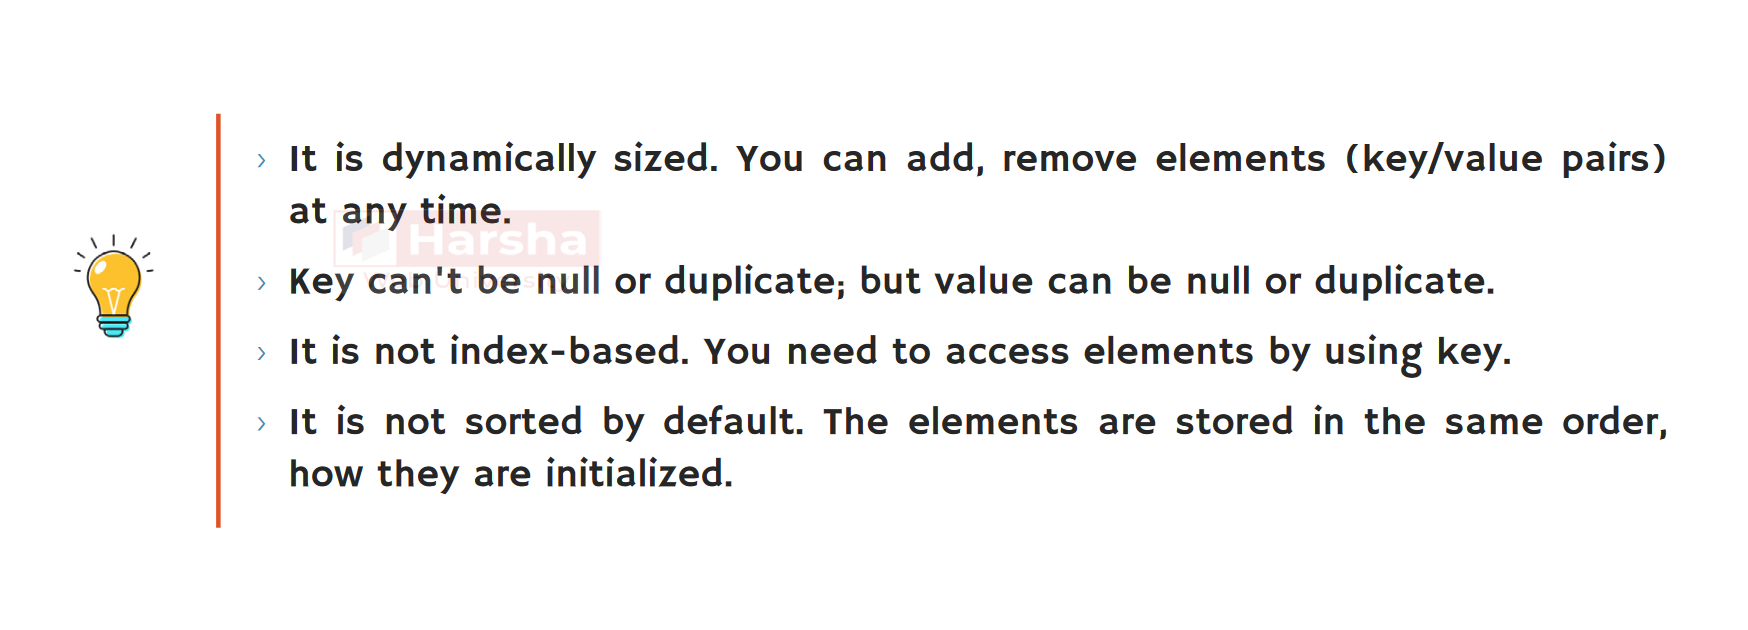 › It is dynamically sized. You can add, remove elements (key/value pairs)
at any time.
Harsha
› Key can't be null or duplicate; but value can be null or duplicate.
› It is not index-based. You need to access elements by using key.
› It is not sorted by default. The elements are stored in the same order,
how they are initialized.